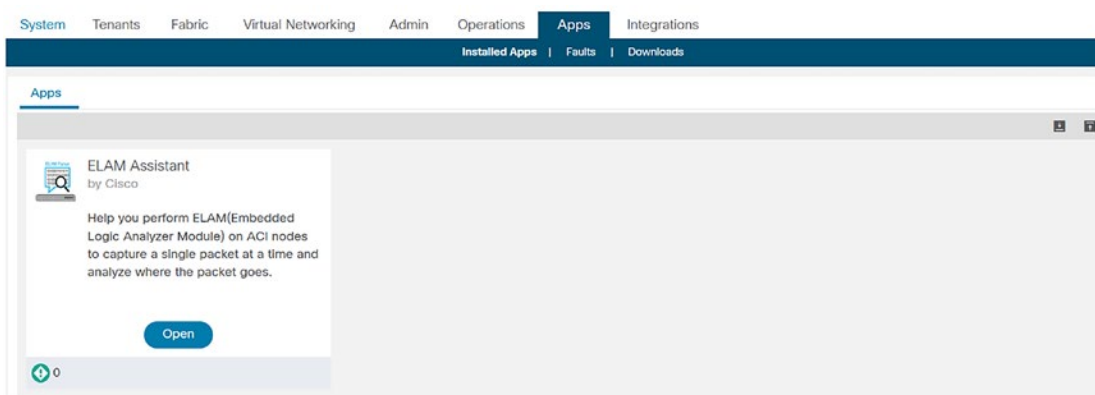 System Tenants Fabric Virtual Networking Admin Operations Apps Integrations
Installed Apps | Faults | Downloads
Apps
ELAM Assistant
by Cisco
Help you perform ELAM(Embedded
Logic Analyzer Module) on ACI nodes
to capture a single packet at a time and
analyze where the packet goes.
Open
0